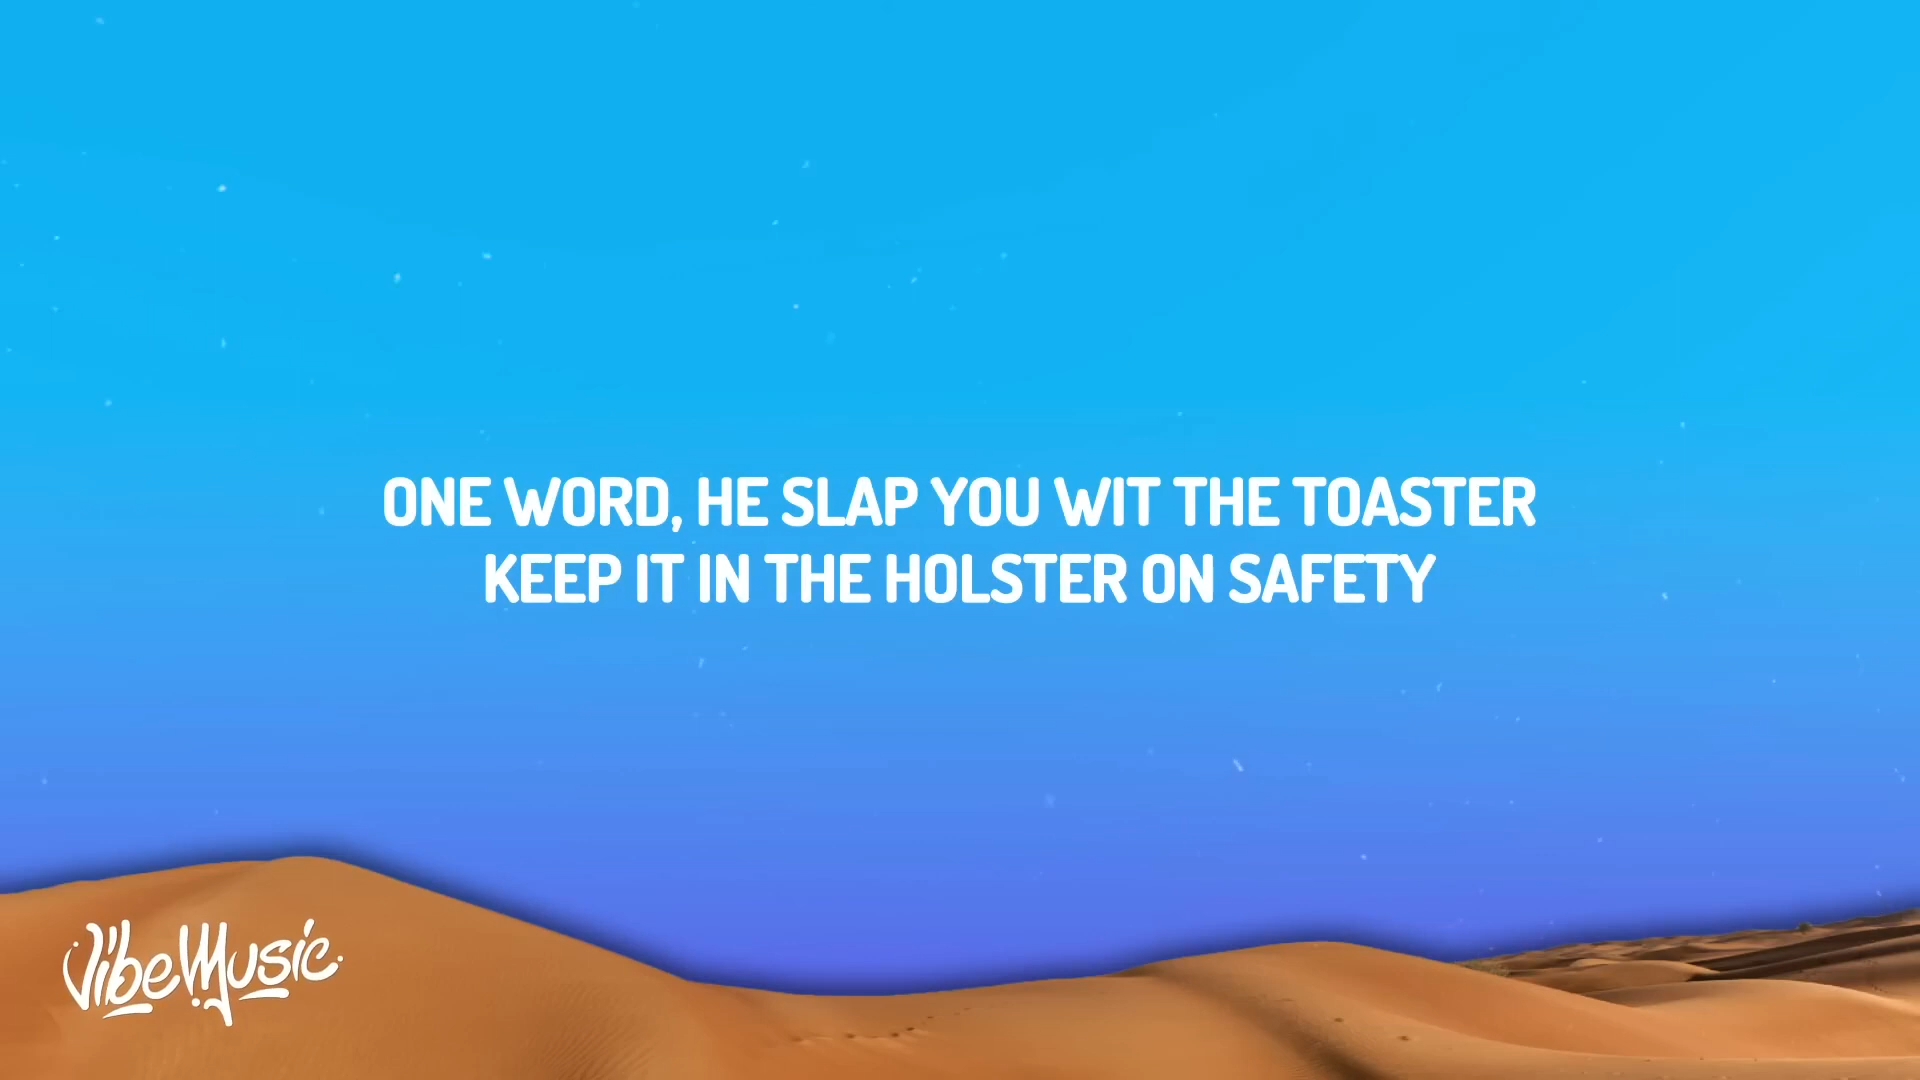 ONE WORD, HE SLAP YOU WIT THE TOASTER
KEEP IT IN THE HOLSTER ON SAFETY
VibeMusic